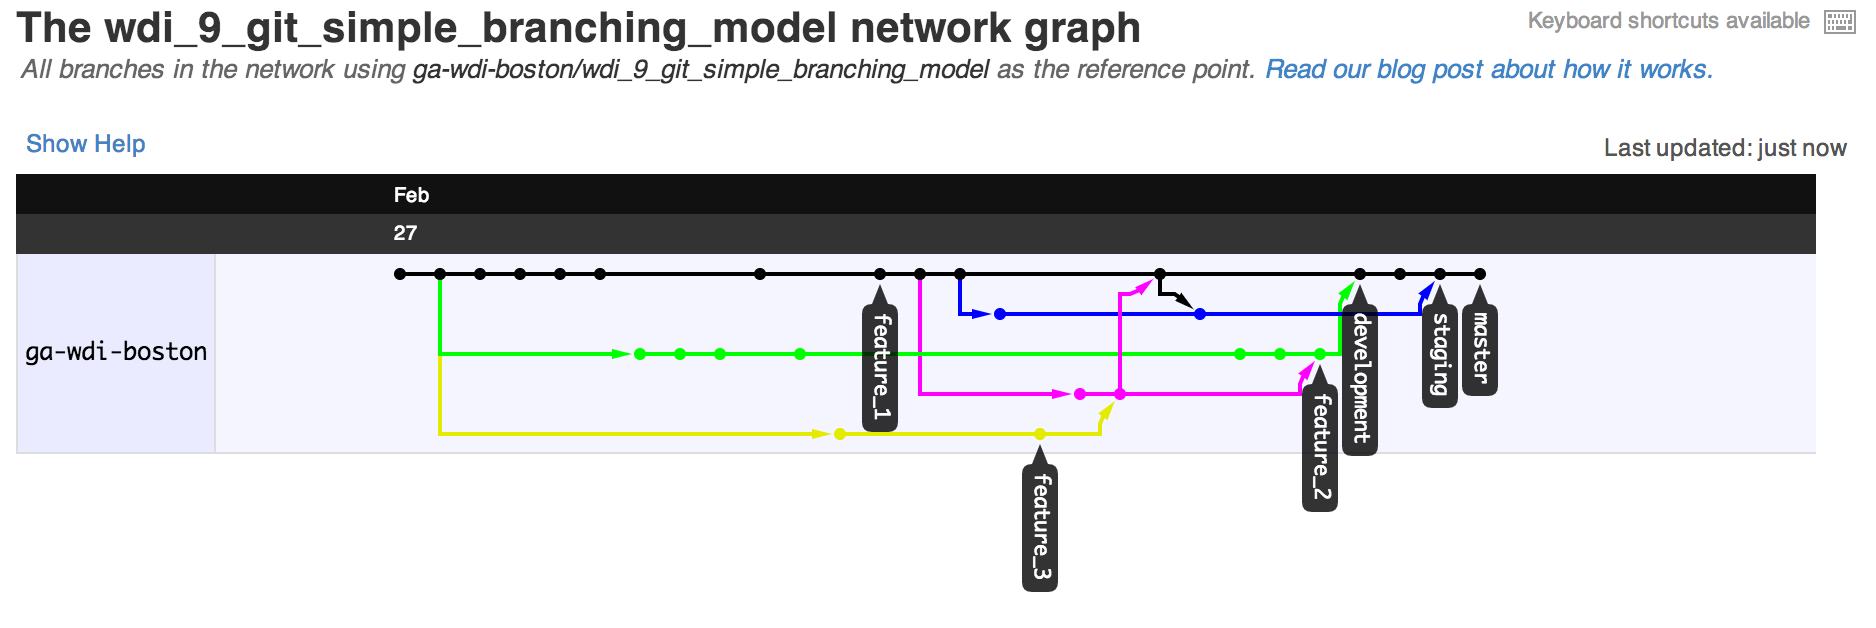 The wdi_9_git_simple_branching_model network graph
Keyboard shortcuts available
All branches in the network using ga-wdi-boston/wdi_9_git_simple_branching_model as the reference point. Read our blog post about how it works.
Show Help
Last updated: just now
Feb
27
ga-wdi-boston
feature_1
feature_3
feature_2
development
staging
master